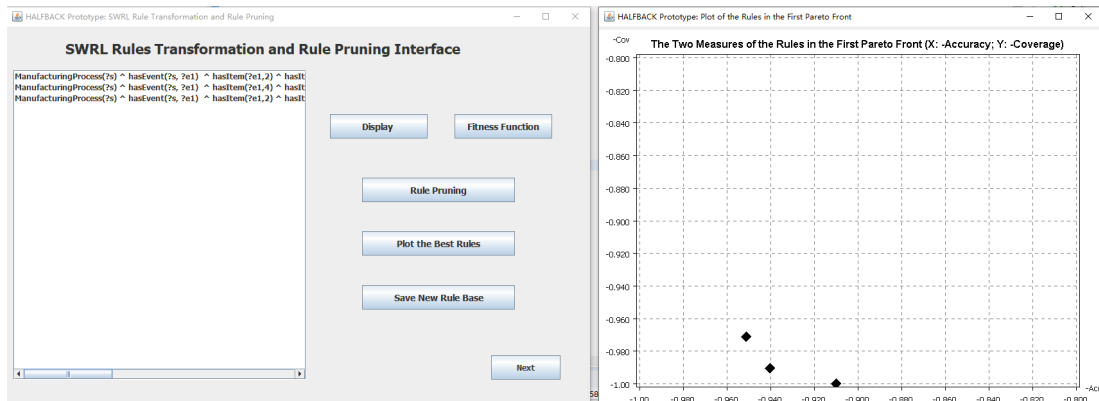 HALFBACK Prototype: SWRL Rule Transformation and Rule Pruning
SWRL Rules Transformation and Rule Pruning Interface
ManufacturingProcess(?s) ^ hasEvent(?s, ?e1) ^ hasItem(?e1,2) ^ hasIt
ManufacturingProcess(?s) ^ hasEvent(?s, ?e1) ^ hasItem(?e1,4) ^ hasIt
ManufacturingProcess(?s) ^ hasEvent(?s, ?e1) ^ hasItem(?e1,2) ^ hasIt
Display
Fitness Function
Rule Pruning
Plot the Best Rules
Save New Rule Base
Next
58
HALFBACK Prototype: Plot of the Rules in the First Pareto Front
-Cov
The Two Measures of the Rules in the First Pareto Front (X: -Accuracy; Y: -Coverage)
-0.800
-0.820
-0.840
-0.860
-0.880
-0.900
-0.920
-0.940
-0.960
-0.980
-1.00
-Acc
-1.00 -0.980 -0.960 -0.940 -0.920 -0.900 -0.880 -0.860 -0.840 -0.820 -0.800